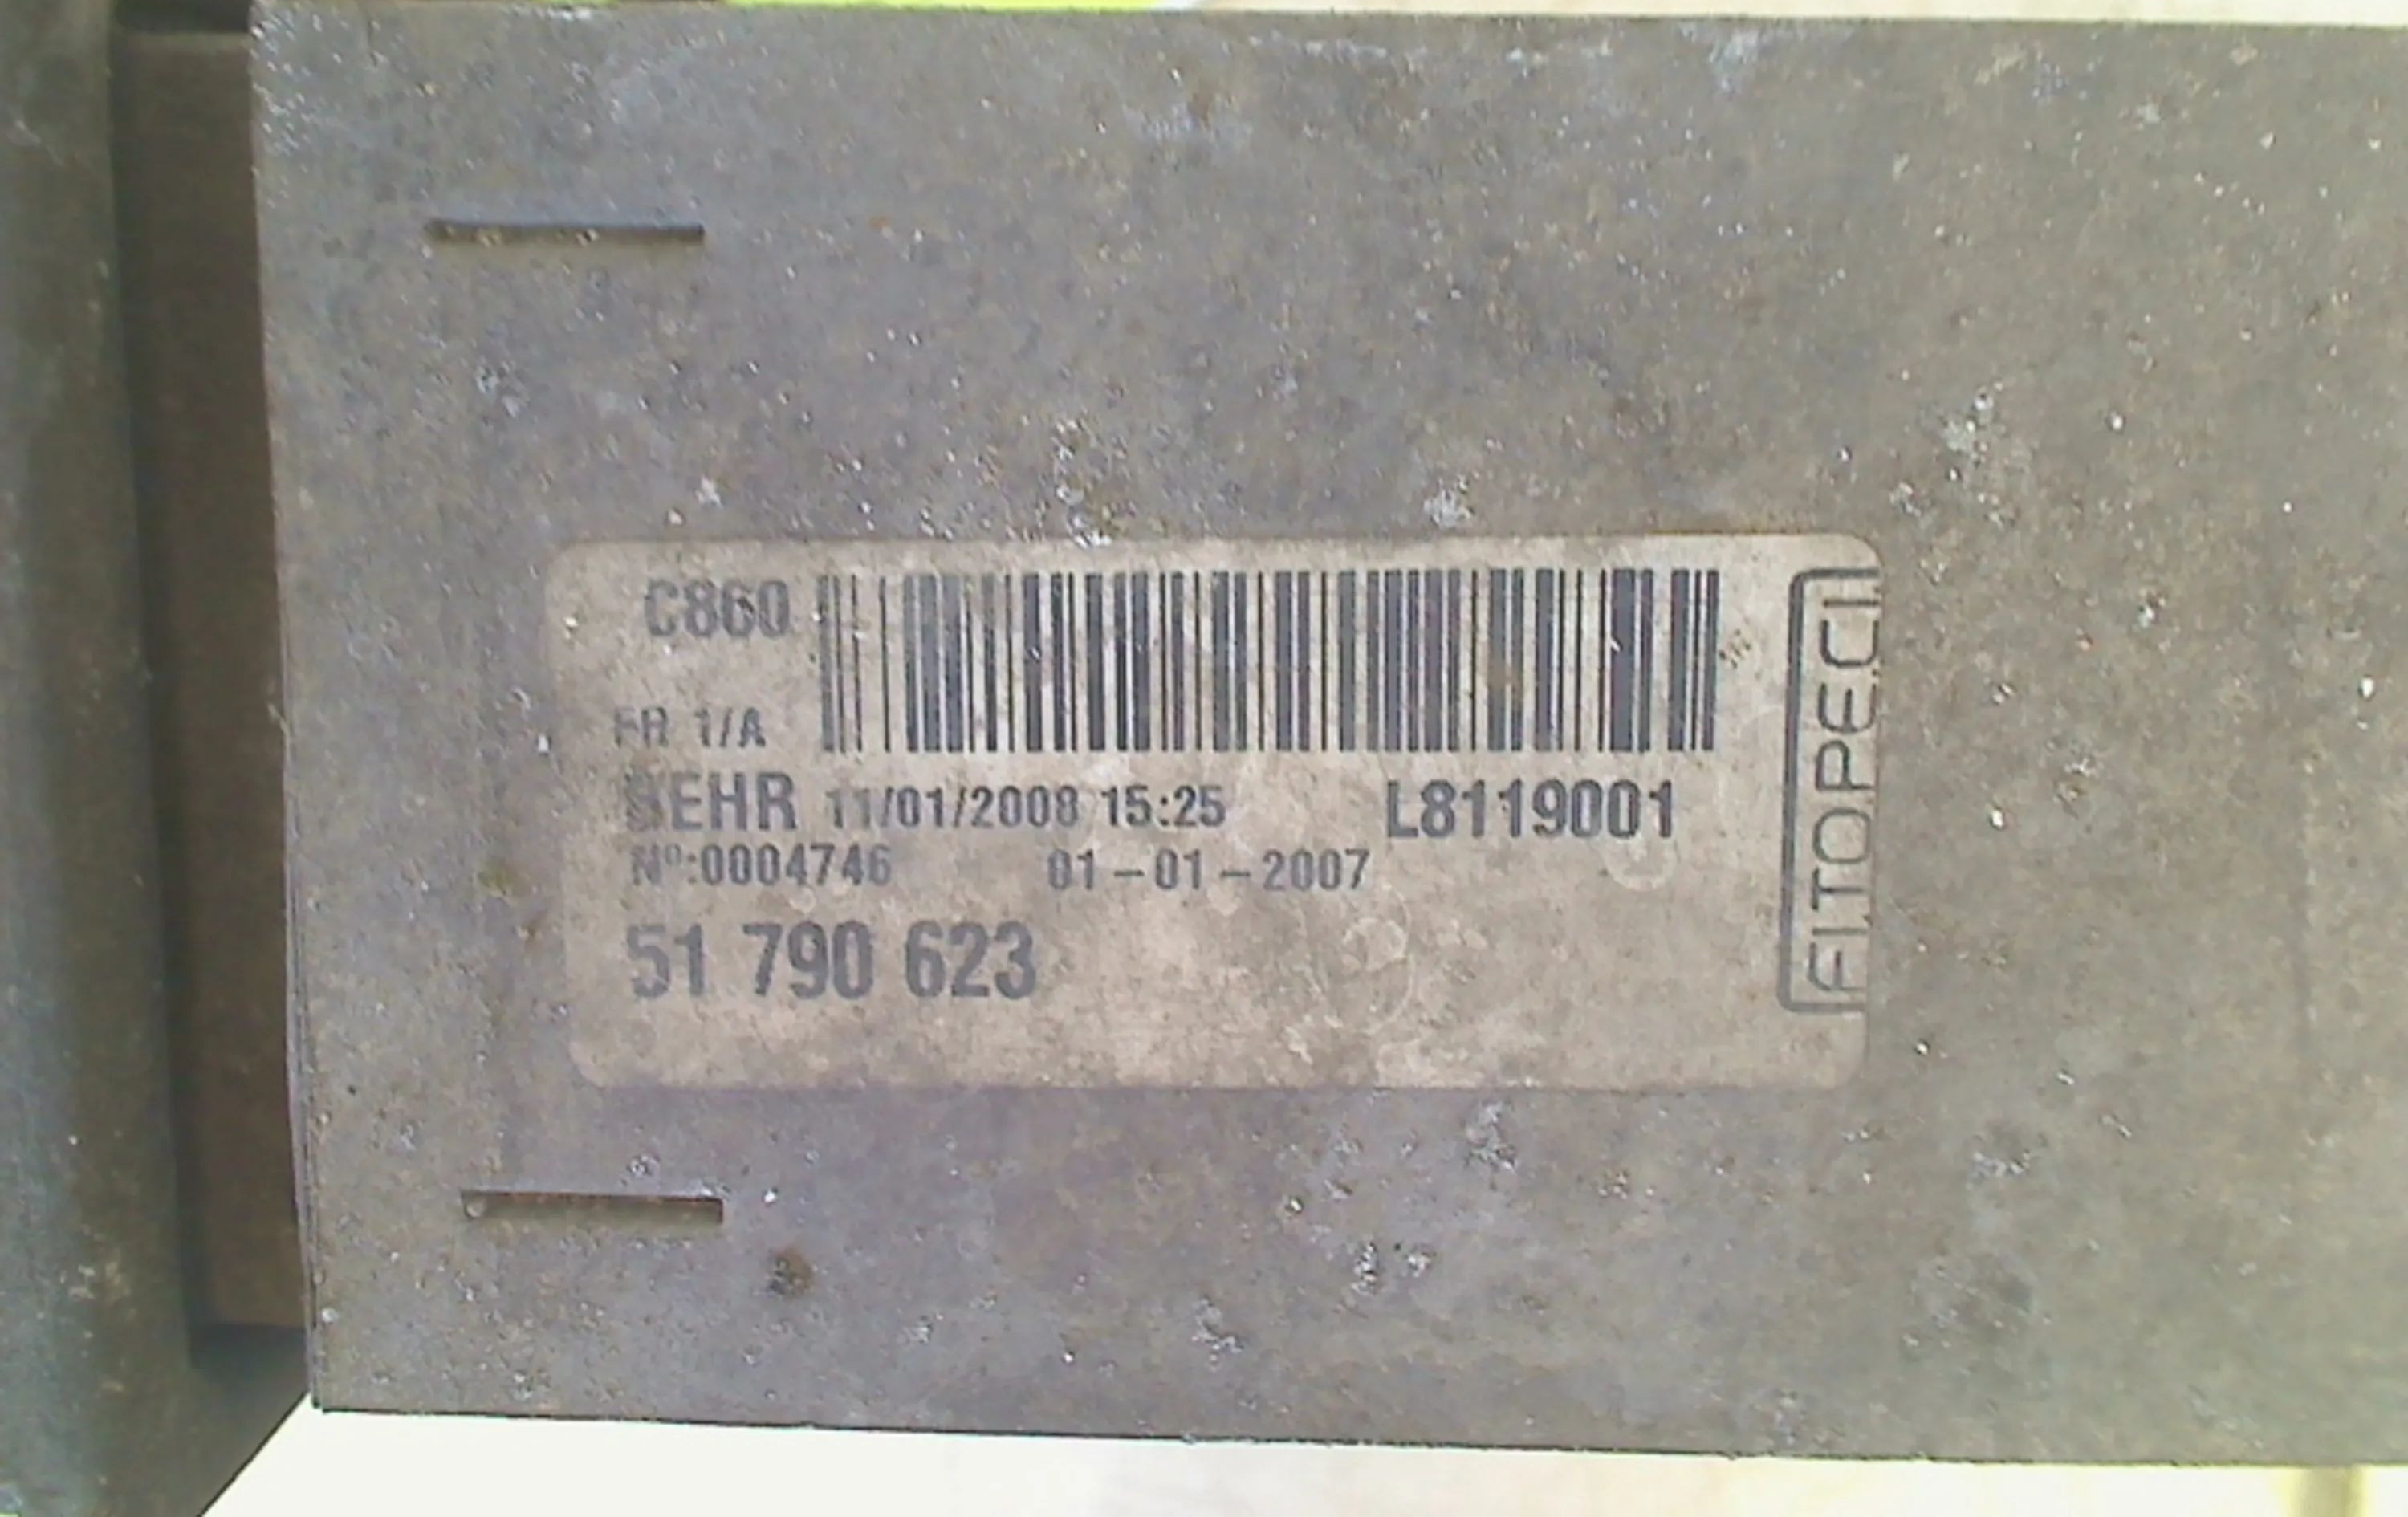 C860
FR 1/A
BEHR 11/01/2008 15:25 L8119001
Nº:0004746 01-01-2007
51 790 623
FITOPECI